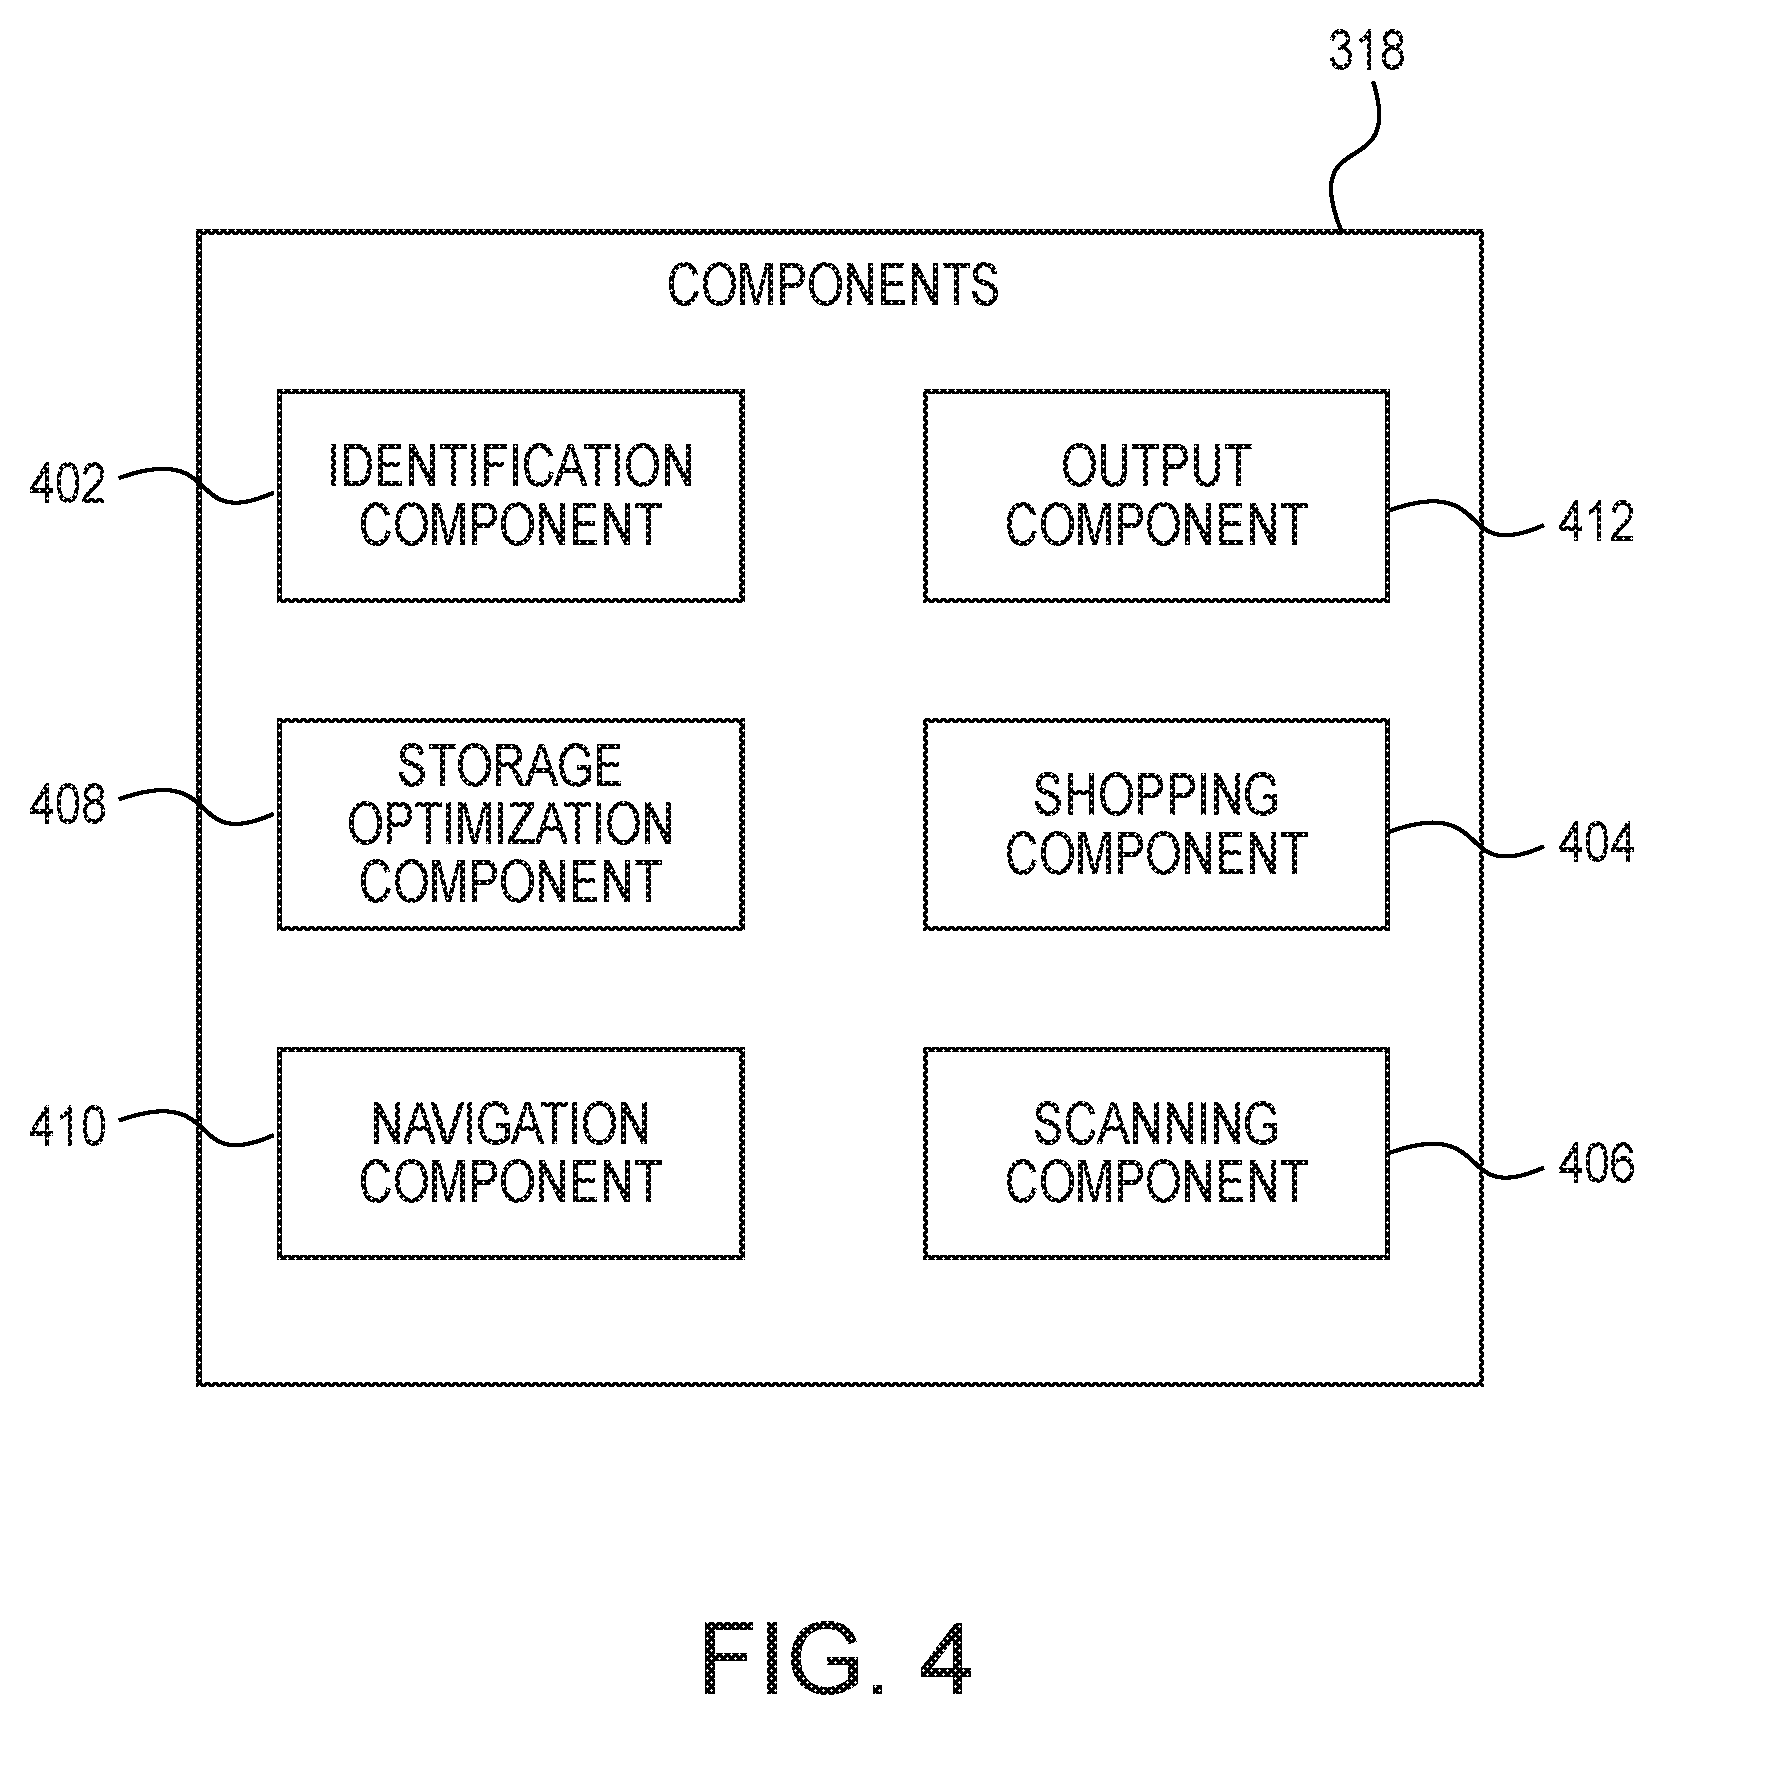 318
COMPONENTS
402
IDENTIFICATION
COMPONENT
OUTPUT
COMPONENT
412
408
STORAGE
OPTIMIZATION
COMPONENT
SHOPPING
COMPONENT
404
410
NAVIGATION
COMPONENT
SCANNING
COMPONENT
406
FIG. 4